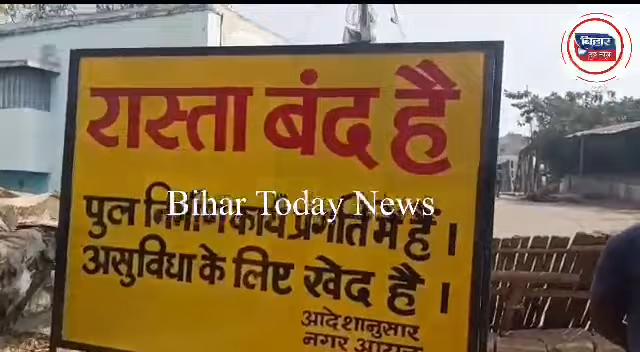 बिहार
टुडे न्यूज
रास्ता बंद है
पुल निर्माण कार्य प्रगति में हैं ।
Bihar Today News
असुविधा के लिए खेद है ।
आदेशानुसार
नगर आयुक्त